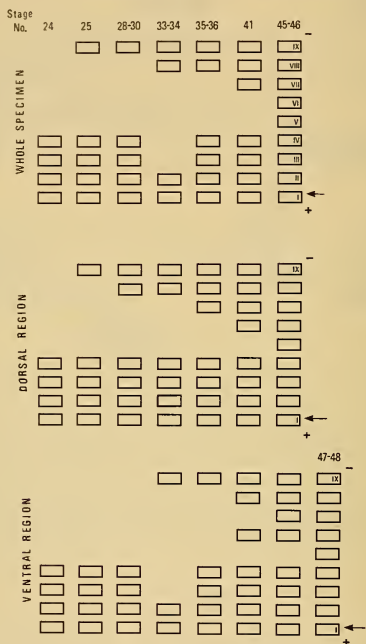 Stage
No. 24 25 28-30 33-34 35-36 41 45-46
−
IX
VIII
VII
VI
V
IV
III
II
I
+
WHOLE SPECIMEN
−
IX
I
+
DORSAL REGION
47-48
−
IX
I
+
VENTRAL REGION